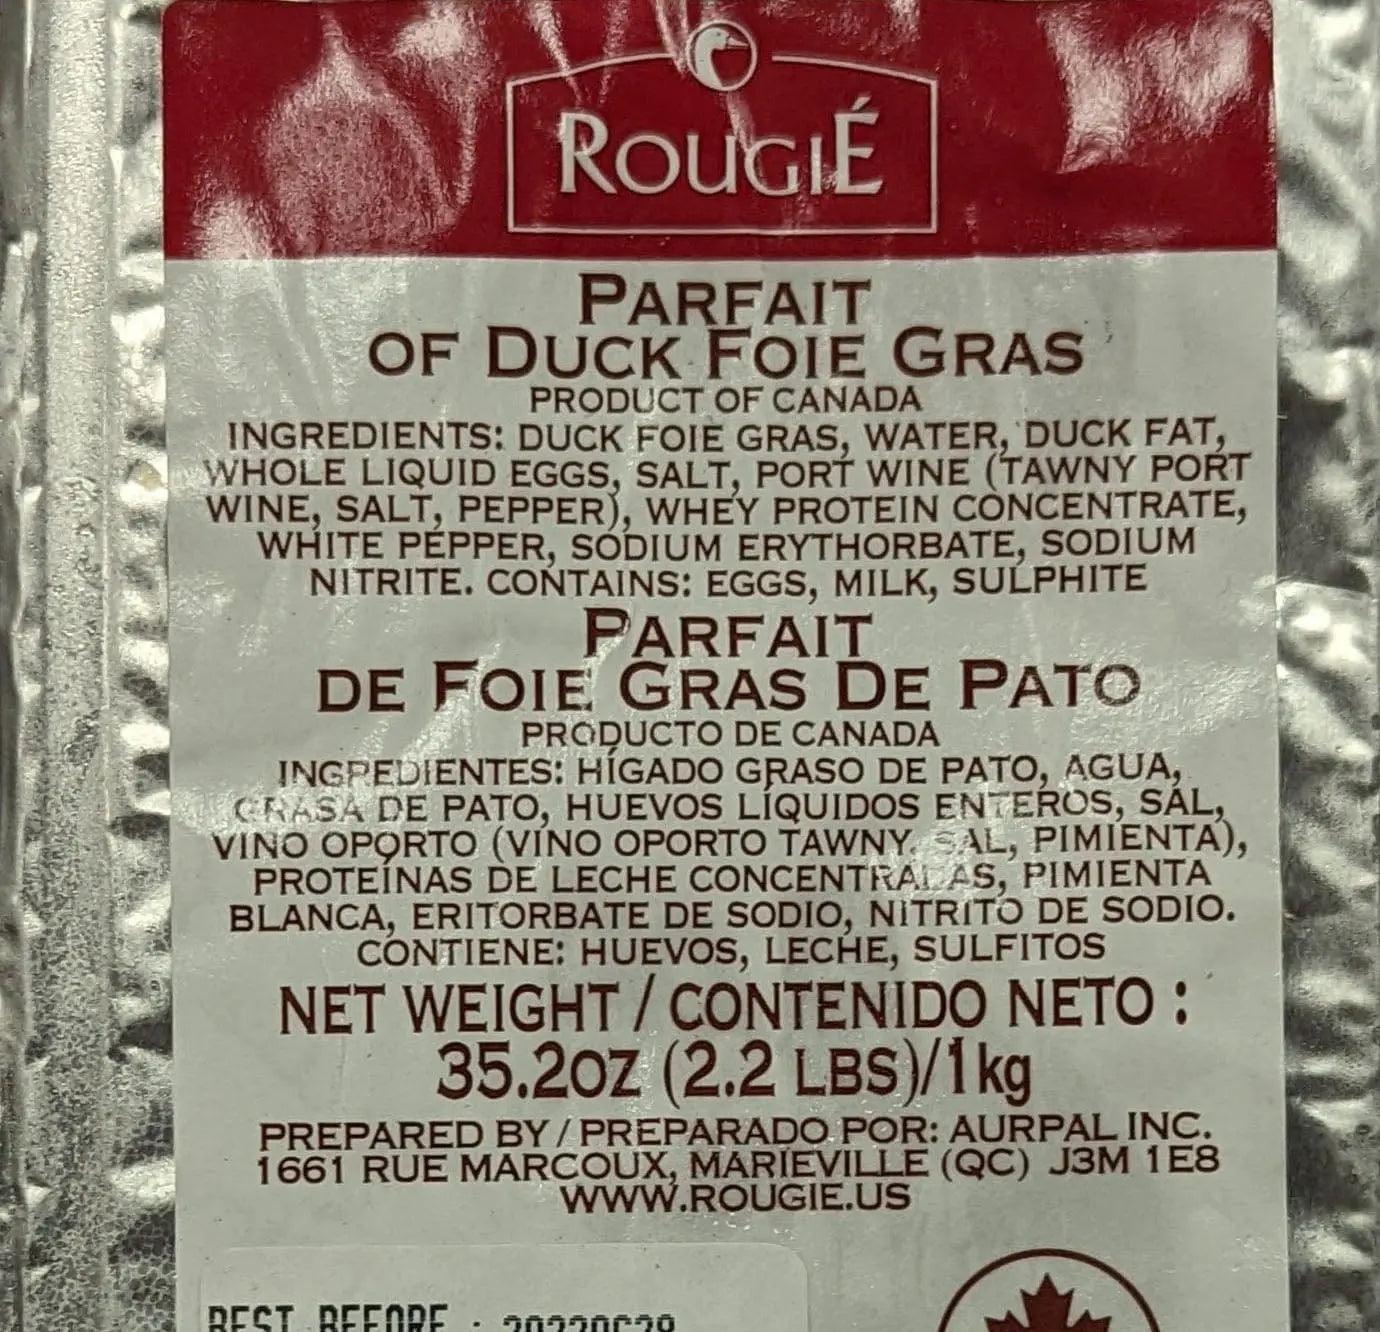 ROUGIÉ
PARFAIT
OF DUCK FOIE GRAS
PRODUCT OF CANADA
INGREDIENTS: DUCK FOIE GRAS, WATER, DUCK FAT,
WHOLE LIQUID EGGS, SALT, PORT WINE (TAWNY PORT
WINE, SALT, PEPPER), WHEY PROTEIN CONCENTRATE,
WHITE PEPPER, SODIUM ERYTHORBATE, SODIUM
NITRITE. CONTAINS: EGGS, MILK, SULPHITE
PARFAIT
DE FOIE GRAS DE PATO
PRODUCTO DE CANADA
INGREDIENTES: HÍGADO GRASO DE PATO, AGUA,
GRASA DE PATO, HUEVOS LÍQUIDOS ENTEROS, SAL,
VINO OPORTO (VINO OPORTO TAWNY, SAL, PIMIENTA),
PROTEÍNAS DE LECHE CONCENTRADAS, PIMIENTA
BLANCA, ERITORBATE DE SODIO, NITRITO DE SODIO.
CONTIENE: HUEVOS, LECHE, SULFITOS
NET WEIGHT / CONTENIDO NETO :
35.2OZ (2.2 LBS)/1kg
PREPARED BY / PREPARADO POR: AURPAL INC.
1661 RUE MARCOUX, MARIEVILLE (QC) J3M 1E8
WWW.ROUGIE.US
BEST BEFORE :